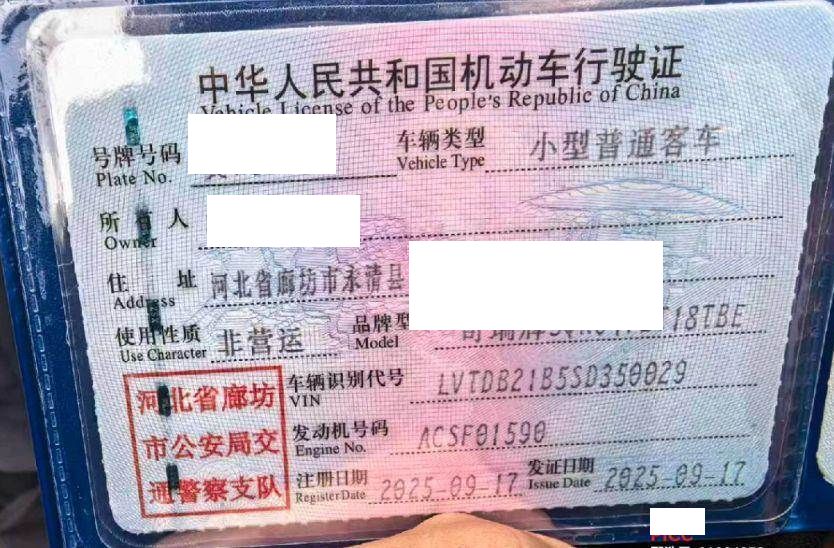 中华人民共和国机动车行驶证
Vehicle License of the People's Republic of China
号牌号码
Plate No.
车辆类型 小型普通客车
Vehicle Type
所有人
Owner
住址 河北省廊坊市永清县
Address
使用性质 非营运
Use Character
品牌型
Model
18TBE
河北省廊坊
市公安局交
通警察支队
车辆识别代号 LVTDB21B5SD350029
VIN
发动机号码 ACSF01590
Engine No.
注册日期 2025-09-17
Register Date
发证日期 2025-09-17
Issue Date